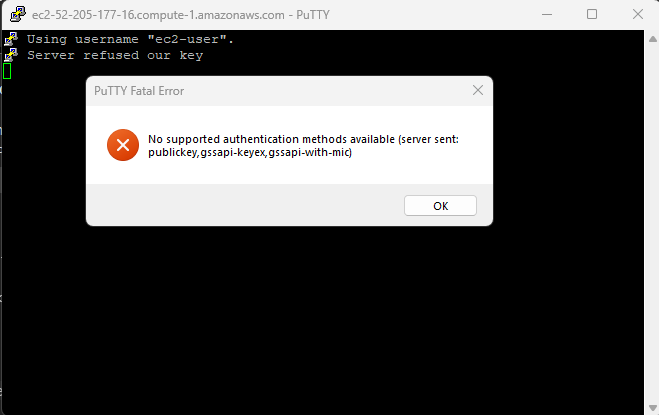 ec2-52-205-177-16.compute-1.amazonaws.com - PuTTY
Using username "ec2-user".
Server refused our key
PuTTY Fatal Error
No supported authentication methods available (server sent:
publickey,gssapi-keyex,gssapi-with-mic)
OK